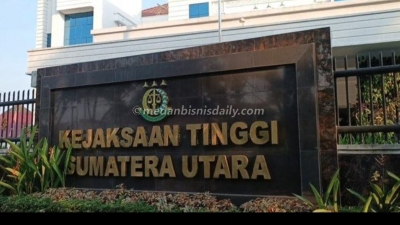 ©medanbisnisdaily.com
KEJAKSAAN TINGGI
SUMATERA UTARA